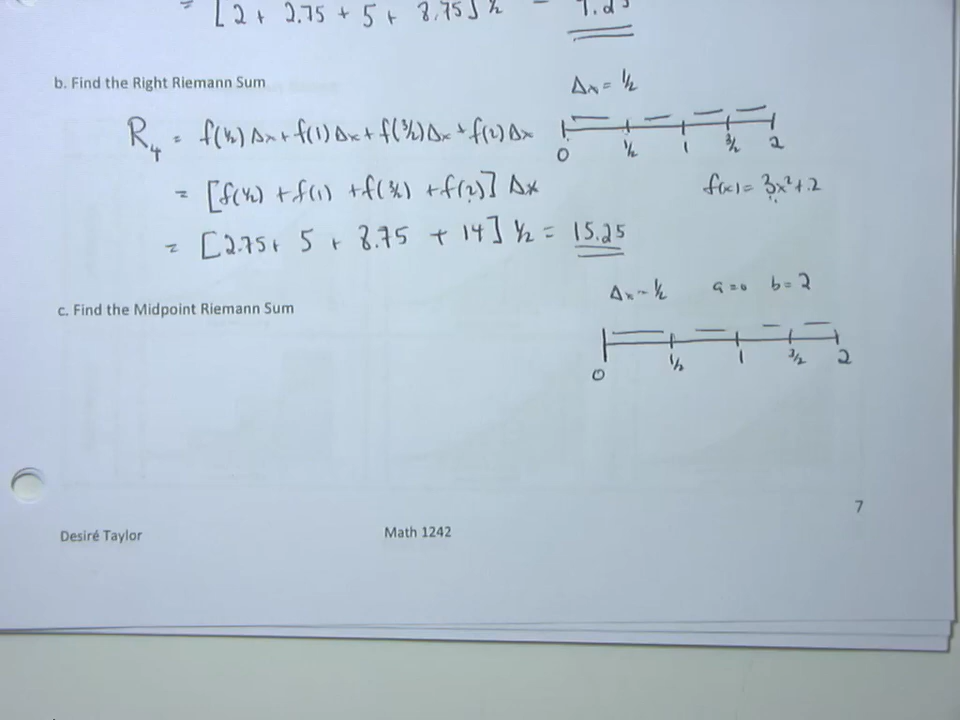 = [2 + 2.75 + 5 + 8.75] ½ = 9.25
b. Find the Right Riemann Sum
Δx = ½
R₄ = f(½) Δx + f(1) Δx + f(3/2) Δx + f(2) Δx
0 ½ 1 3/2 2
= [f(½) + f(1) + f(3/2) + f(2)] Δx
f(x) = 3x² + 2
= [2.75 + 5 + 8.75 + 14] ½ = 15.25
Δx = ½ a = 0 b = 2
c. Find the Midpoint Riemann Sum
0 ½ 1 3/2 2
7
Desiré Taylor Math 1242